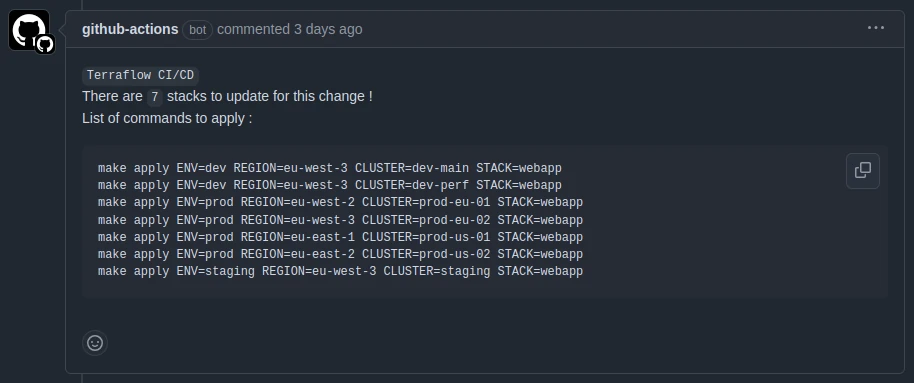 github-actions bot commented 3 days ago
Terraflow CI/CD
There are 7 stacks to update for this change !
List of commands to apply :
make apply ENV=dev REGION=eu-west-3 CLUSTER=dev-main STACK=webapp
make apply ENV=dev REGION=eu-west-3 CLUSTER=dev-perf STACK=webapp
make apply ENV=prod REGION=eu-west-2 CLUSTER=prod-eu-01 STACK=webapp
make apply ENV=prod REGION=eu-west-3 CLUSTER=prod-eu-02 STACK=webapp
make apply ENV=prod REGION=eu-east-1 CLUSTER=prod-us-01 STACK=webapp
make apply ENV=prod REGION=eu-east-2 CLUSTER=prod-us-02 STACK=webapp
make apply ENV=staging REGION=eu-west-3 CLUSTER=staging STACK=webapp